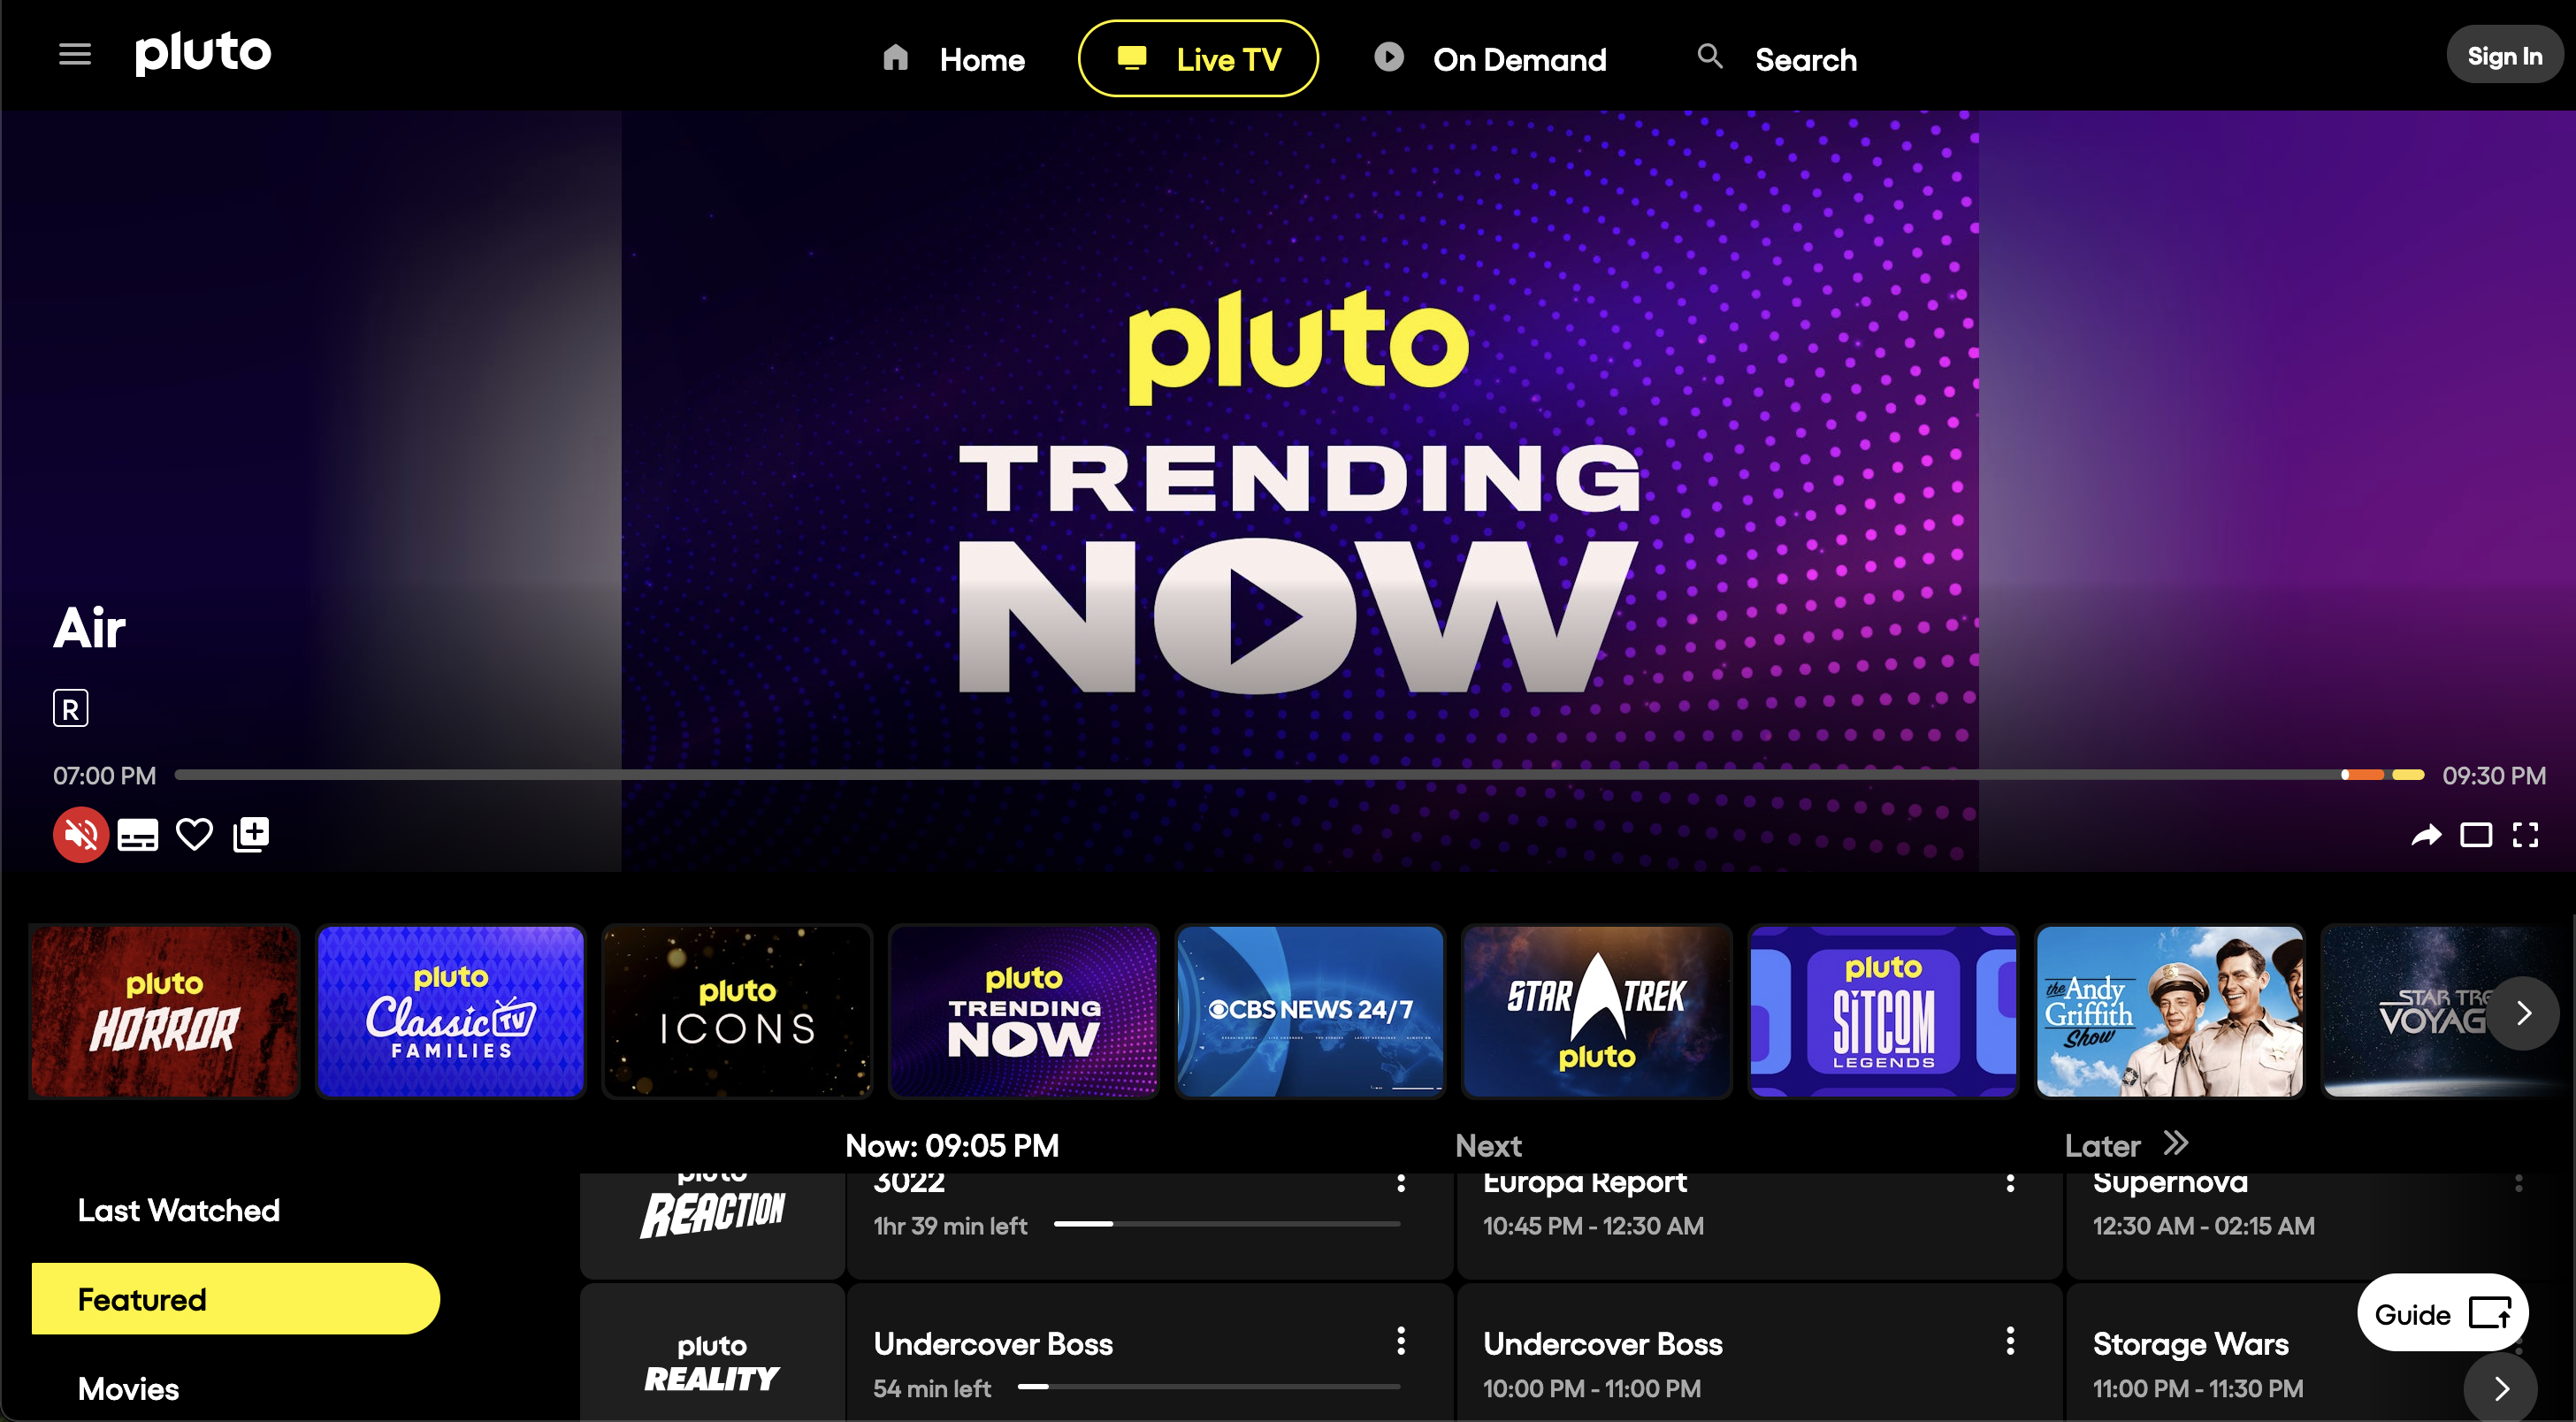 pluto
Home
Live TV
On Demand
Search
Sign In
pluto
TRENDING
NOW
Air
R
07:00 PM
09:30 PM
pluto
HORROR
pluto
Classic TV
FAMILIES
pluto
ICONS
pluto
TRENDING
NOW
CBS NEWS 24/7
STAR TREK
pluto
pluto
SITCOM
LEGENDS
the Andy
Griffith
Show
STAR TRE
VOYAG
Now: 09:05 PM
Next
Later
Last Watched
Featured
Movies
pluto
REACTION
3022
1hr 39 min left
Europa Report
10:45 PM - 12:30 AM
Supernova
12:30 AM - 02:15 AM
pluto
REALITY
Undercover Boss
54 min left
Undercover Boss
10:00 PM - 11:00 PM
Storage Wars
11:00 PM - 11:30 PM
Guide